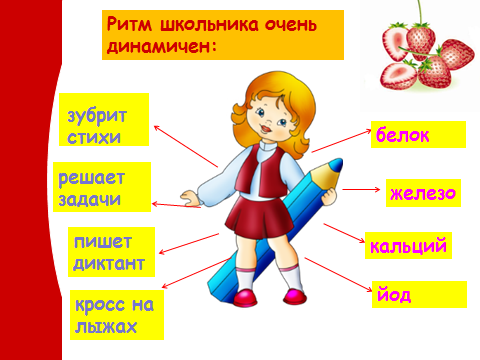 Ритм школьника очень
динамичен:
зубрит
стихи
решает
задачи
пишет
диктант
кросс на
лыжах
белок
железо
кальций
йод